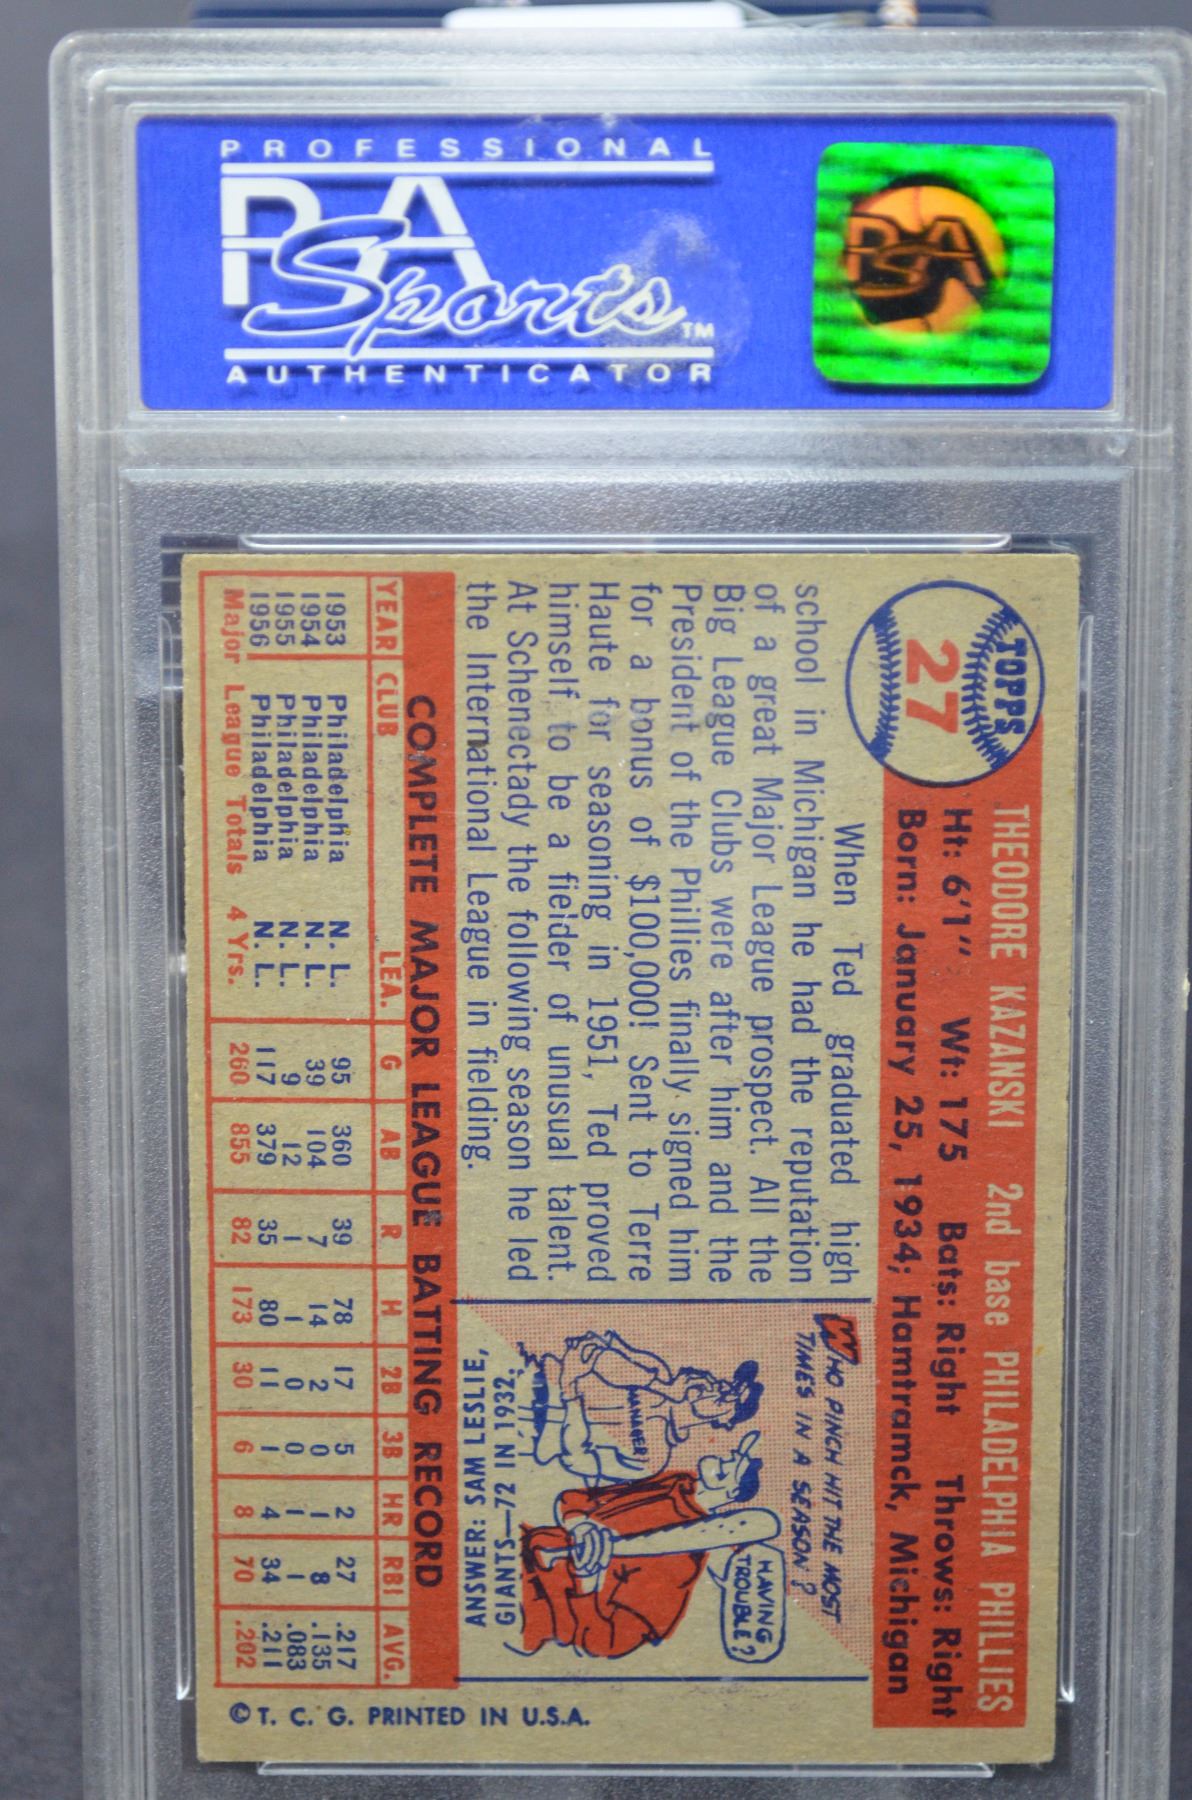 PROFESSIONAL
PSA
Sports™
AUTHENTICATOR
PSA
TOPPS
27
THEODORE KAZANSKI 2nd base PHILADELPHIA PHILLIES
Ht: 6'1" Wt: 175 Bats: Right Throws: Right
Born: January 25, 1934; Hamtramck, Michigan
When Ted graduated high
school in Michigan he had the reputation
of a great Major League prospect. All the
Big League Clubs were after him and the
President of the Phillies finally signed him
for a bonus of $100,000! Sent to Terre
Haute for seasoning in 1951, Ted proved
himself to be a fielder of unusual talent.
At Schenectady the following season he led
the International League in fielding.
WHO PINCH HIT THE MOST
TIMES IN A SEASON?
HAVING
TROUBLE?
MANAGER
ANSWER: SAM LESLIE,
GIANTS—72 IN 1932.
COMPLETE MAJOR LEAGUE BATTING RECORD
YEAR CLUB LEA. G AB R H 2B 3B HR RBI AVG.
1953 Philadelphia N. L. 95 360 39 78 17 5 2 27 .217
1954 Philadelphia N. L. 39 104 7 14 2 0 1 8 .135
1955 Philadelphia N. L. 9 12 1 1 0 0 1 1 .083
1956 Philadelphia N. L. 117 379 35 80 11 1 4 34 .211
Major League Totals 4 Yrs. 260 855 82 173 30 6 8 70 .202
© T. C. G. PRINTED IN U.S.A.